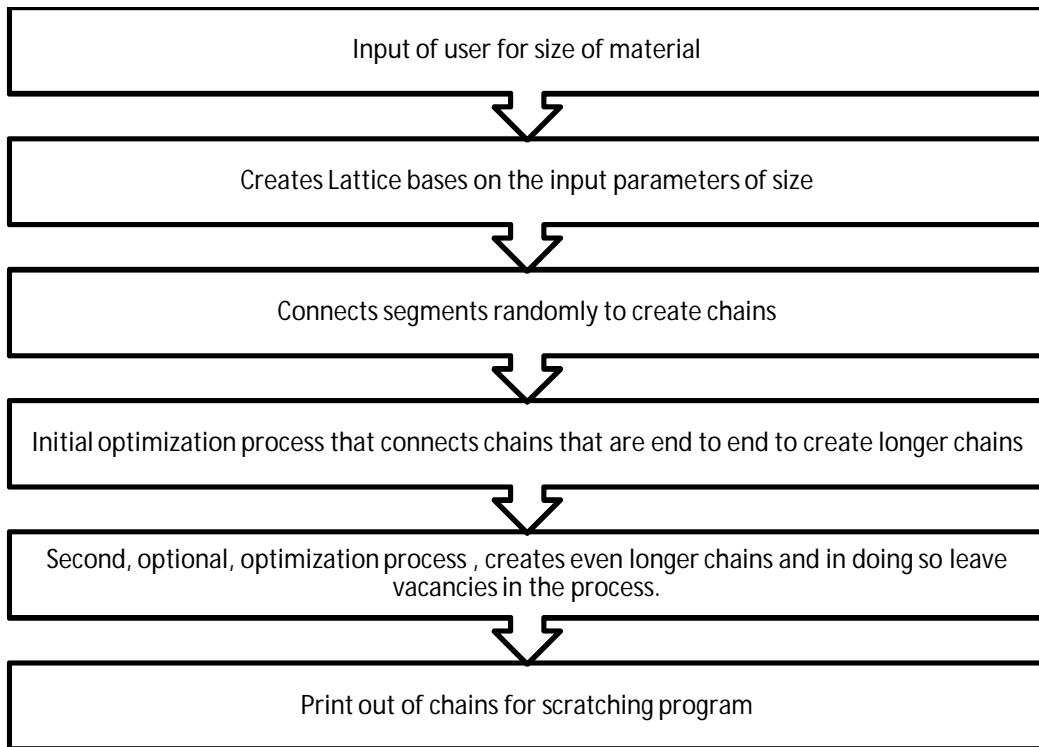 Input of user for size of material
Creates Lattice bases on the input parameters of size
Connects segments randomly to create chains
Initial optimization process that connects chains that are end to end to create longer chains
Second, optional, optimization process , creates even longer chains and in doing so leave
vacancies in the process.
Print out of chains for scratching program